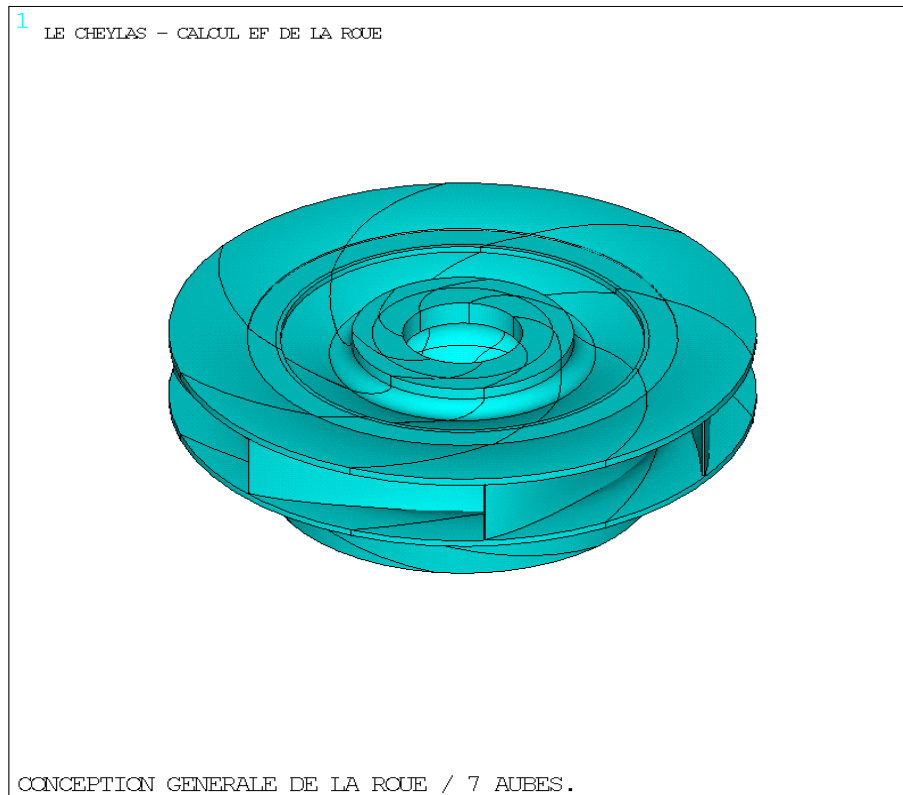 1
LE CHEYLAS - CALCUL EF DE LA ROUE
CONCEPTION GENERALE DE LA ROUE / 7 AUBES.